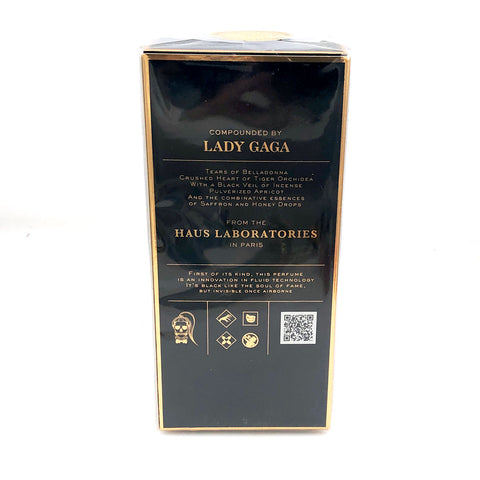 COMPOUNDED BY
LADY GAGA
TEARS OF BELLADONNA
CRUSHED HEART OF TIGER ORCHIDEA
WITH A BLACK VEIL OF INCENSE
PULVERIZED APRICOT
AND THE COMBINATIVE ESSENCES
OF SAFFRON AND HONEY DROPS
FROM THE
HAUS LABORATORIES
IN PARIS
FIRST OF ITS KIND, THIS PERFUME
IS AN INNOVATION IN FLUID TECHNOLOGY
IT'S BLACK LIKE THE SOUL OF FAME,
BUT INVISIBLE ONCE AIRBORNE